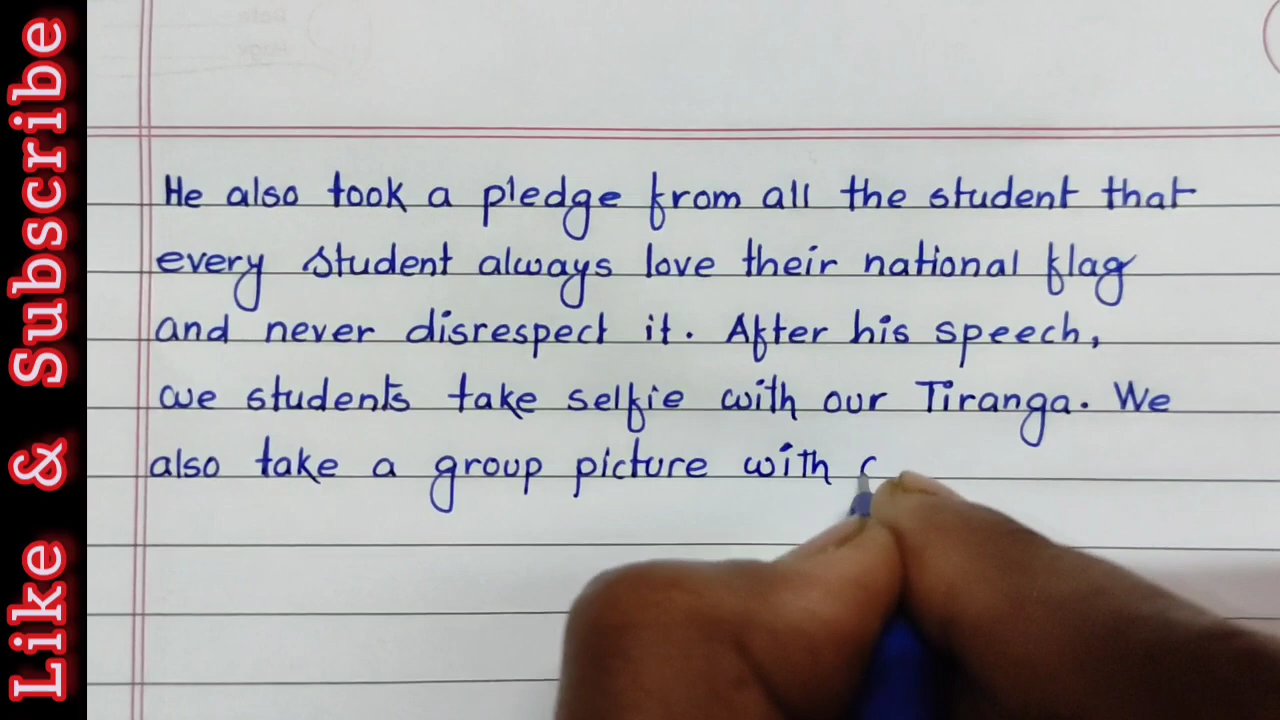 Like & Subscribe
He also took a pledge from all the student that
every student always love their national flag
and never disrespect it. After his speech,
we students take selfie with our Tiranga. We
also take a group picture with